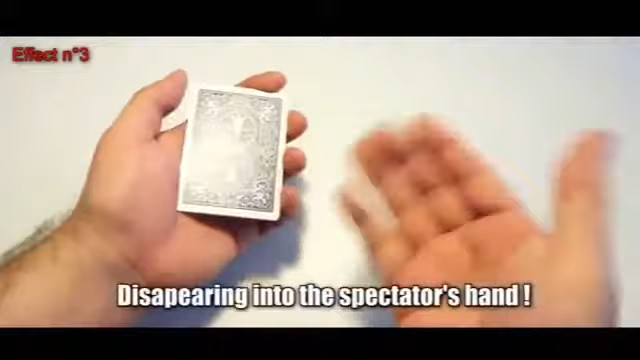 Effect n°3
Disapearing into the spectator's hand !